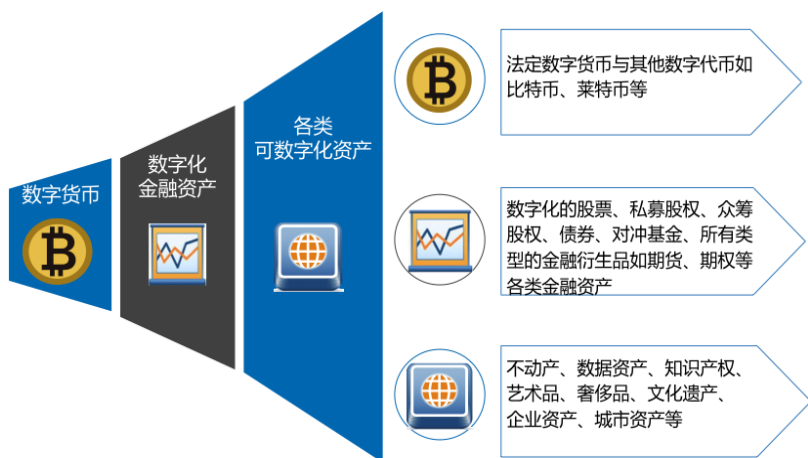 数字货币
数字化
金融资产
各类
可数字化资产
法定数字货币与其他数字代币如
比特币、莱特币等
数字化的股票、私募股权、众筹
股权、债券、对冲基金、所有类
型的金融衍生品如期货、期权等
各类金融资产
不动产、数据资产、知识产权、
艺术品、奢侈品、文化遗产、
企业资产、城市资产等